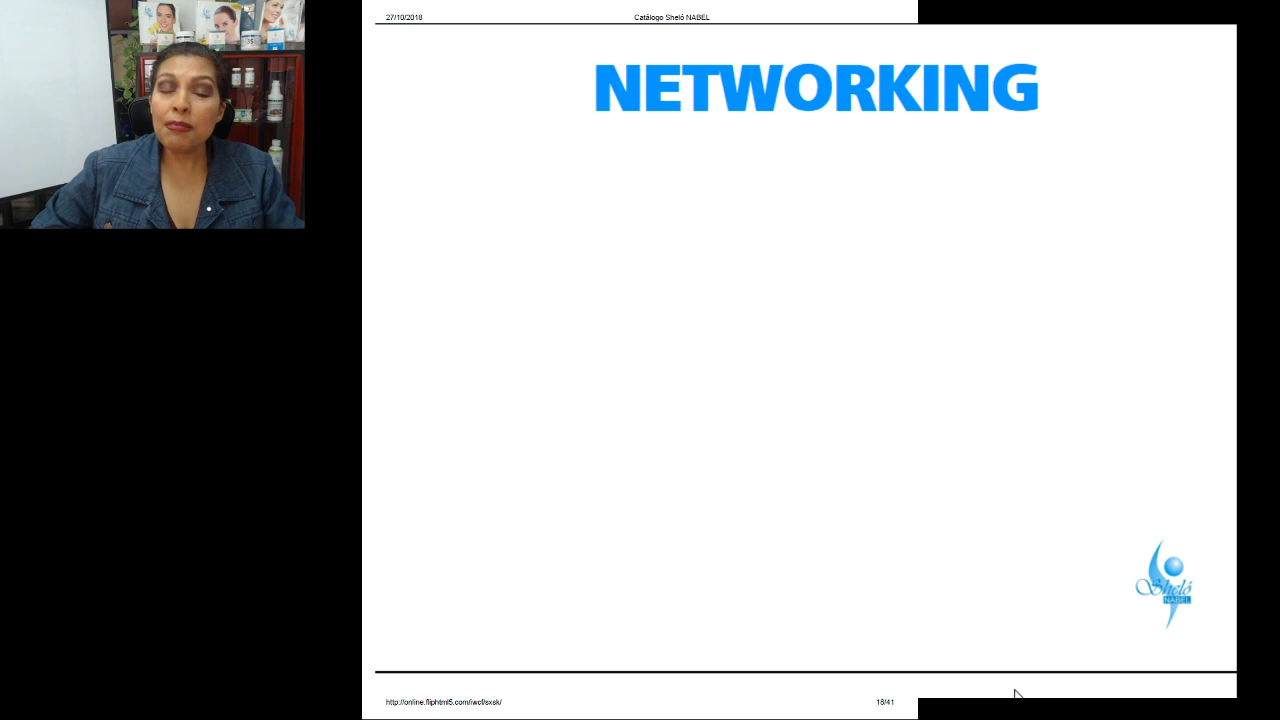 27/10/2018
Catálogo Sheló NABEL
NETWORKING
Sheló
NABEL
http://online.fliphtml5.com/iwcf/sxsk/
18/41